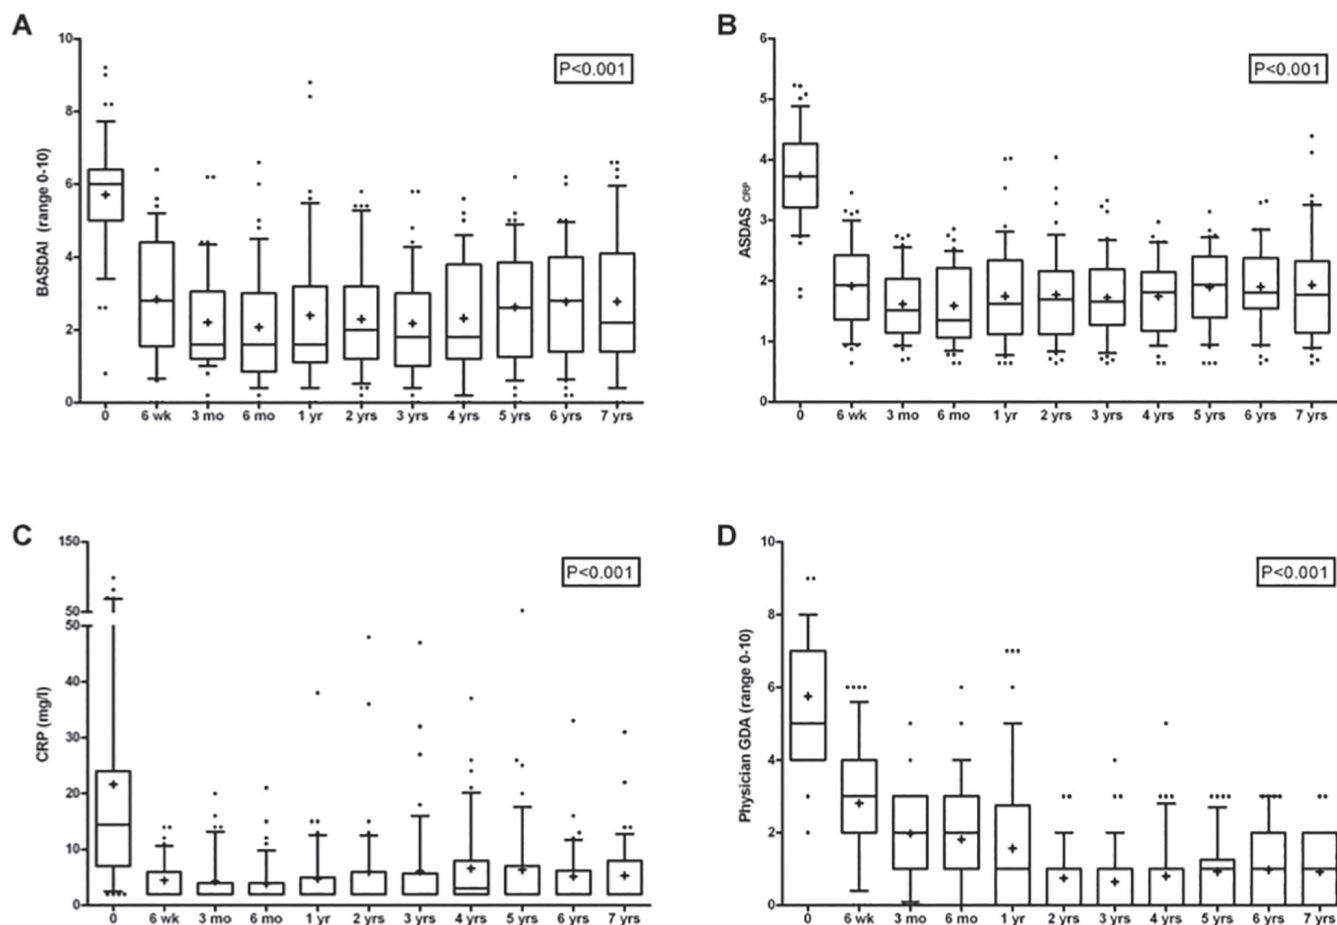 A
BASDAI (range 0-10)
10
8
6
4
2
0
P<0.001
0 6 wk 3 mo 6 mo 1 yr 2 yrs 3 yrs 4 yrs 5 yrs 6 yrs 7 yrs
B
ASDAS CRP
6
5
4
3
2
1
0
P<0.001
0 6 wk 3 mo 6 mo 1 yr 2 yrs 3 yrs 4 yrs 5 yrs 6 yrs 7 yrs
C
CRP (mg/l)
150
50
50
40
30
20
10
0
P<0.001
0 6 wk 3 mo 6 mo 1 yr 2 yrs 3 yrs 4 yrs 5 yrs 6 yrs 7 yrs
D
Physician GDA (range 0-10)
10
8
6
4
2
0
P<0.001
0 6 wk 3 mo 6 mo 1 yr 2 yrs 3 yrs 4 yrs 5 yrs 6 yrs 7 yrs